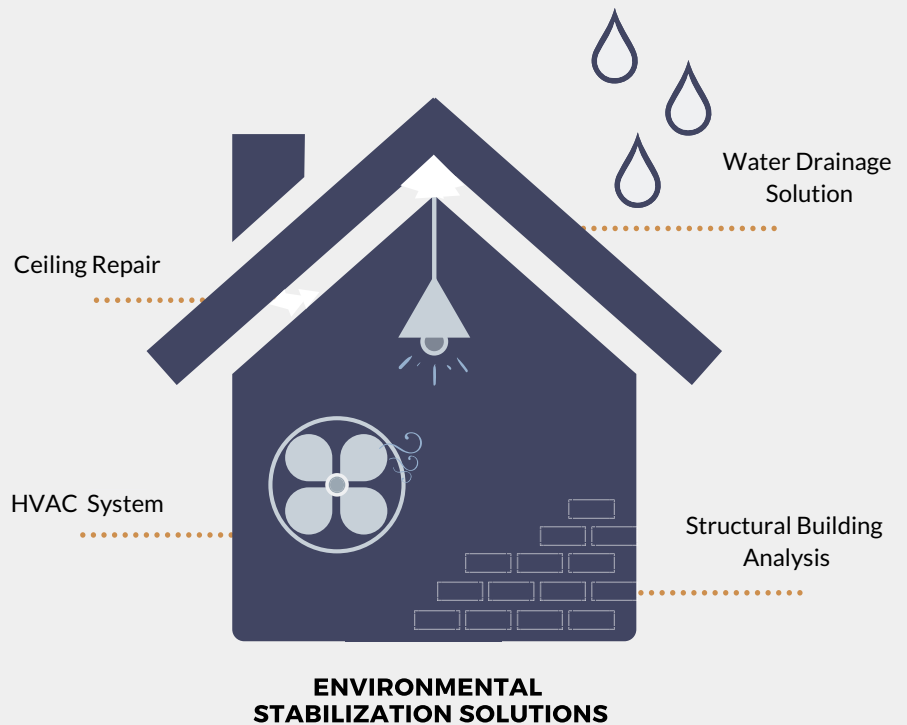 Water Drainage
Solution
Ceiling Repair
HVAC System
Structural Building
Analysis
ENVIRONMENTAL
STABILIZATION SOLUTIONS